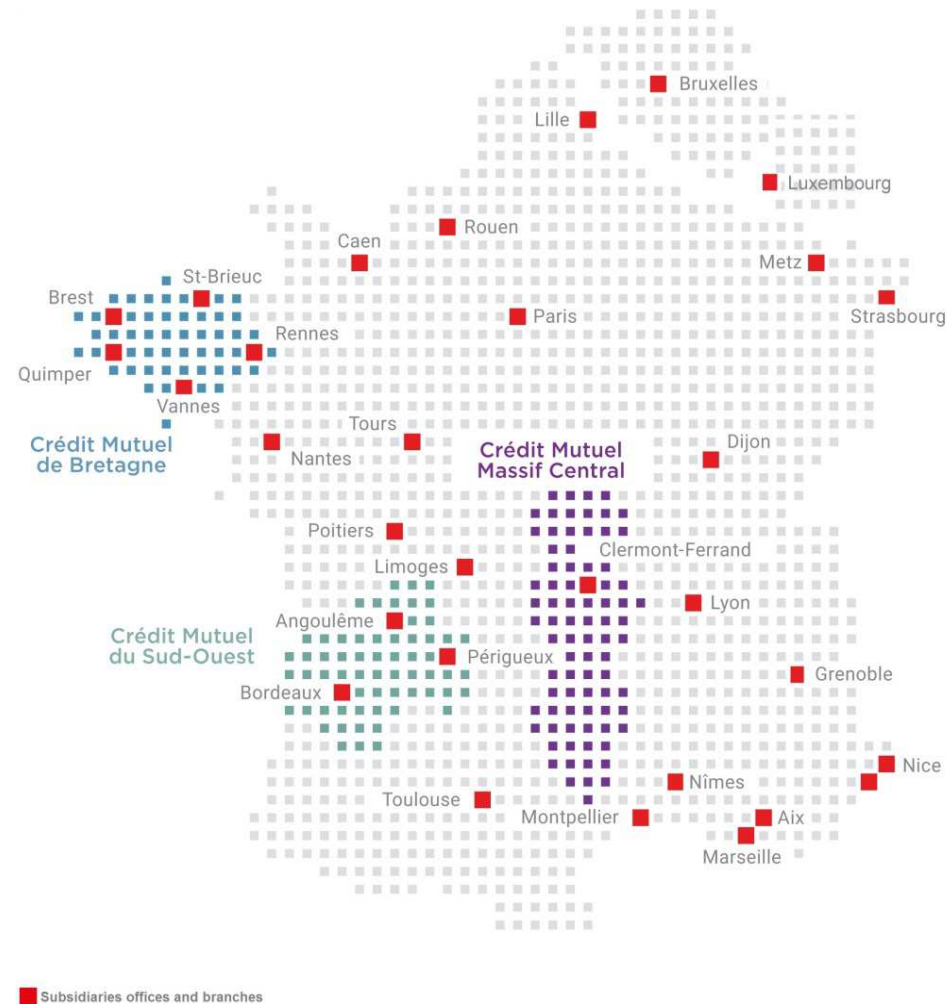 Bruxelles
Lille
Luxembourg
Rouen
Caen
Metz
St-Brieuc
Brest
Strasbourg
Paris
Rennes
Quimper
Vannes
Tours
Crédit Mutuel
de Bretagne
Nantes
Crédit Mutuel
Massif Central
Dijon
Poitiers
Clermont-Ferrand
Limoges
Lyon
Angoulême
Crédit Mutuel
du Sud-Ouest
Périgueux
Grenoble
Bordeaux
Nice
Nîmes
Toulouse
Montpellier
Aix
Marseille
Subsidiaries offices and branches